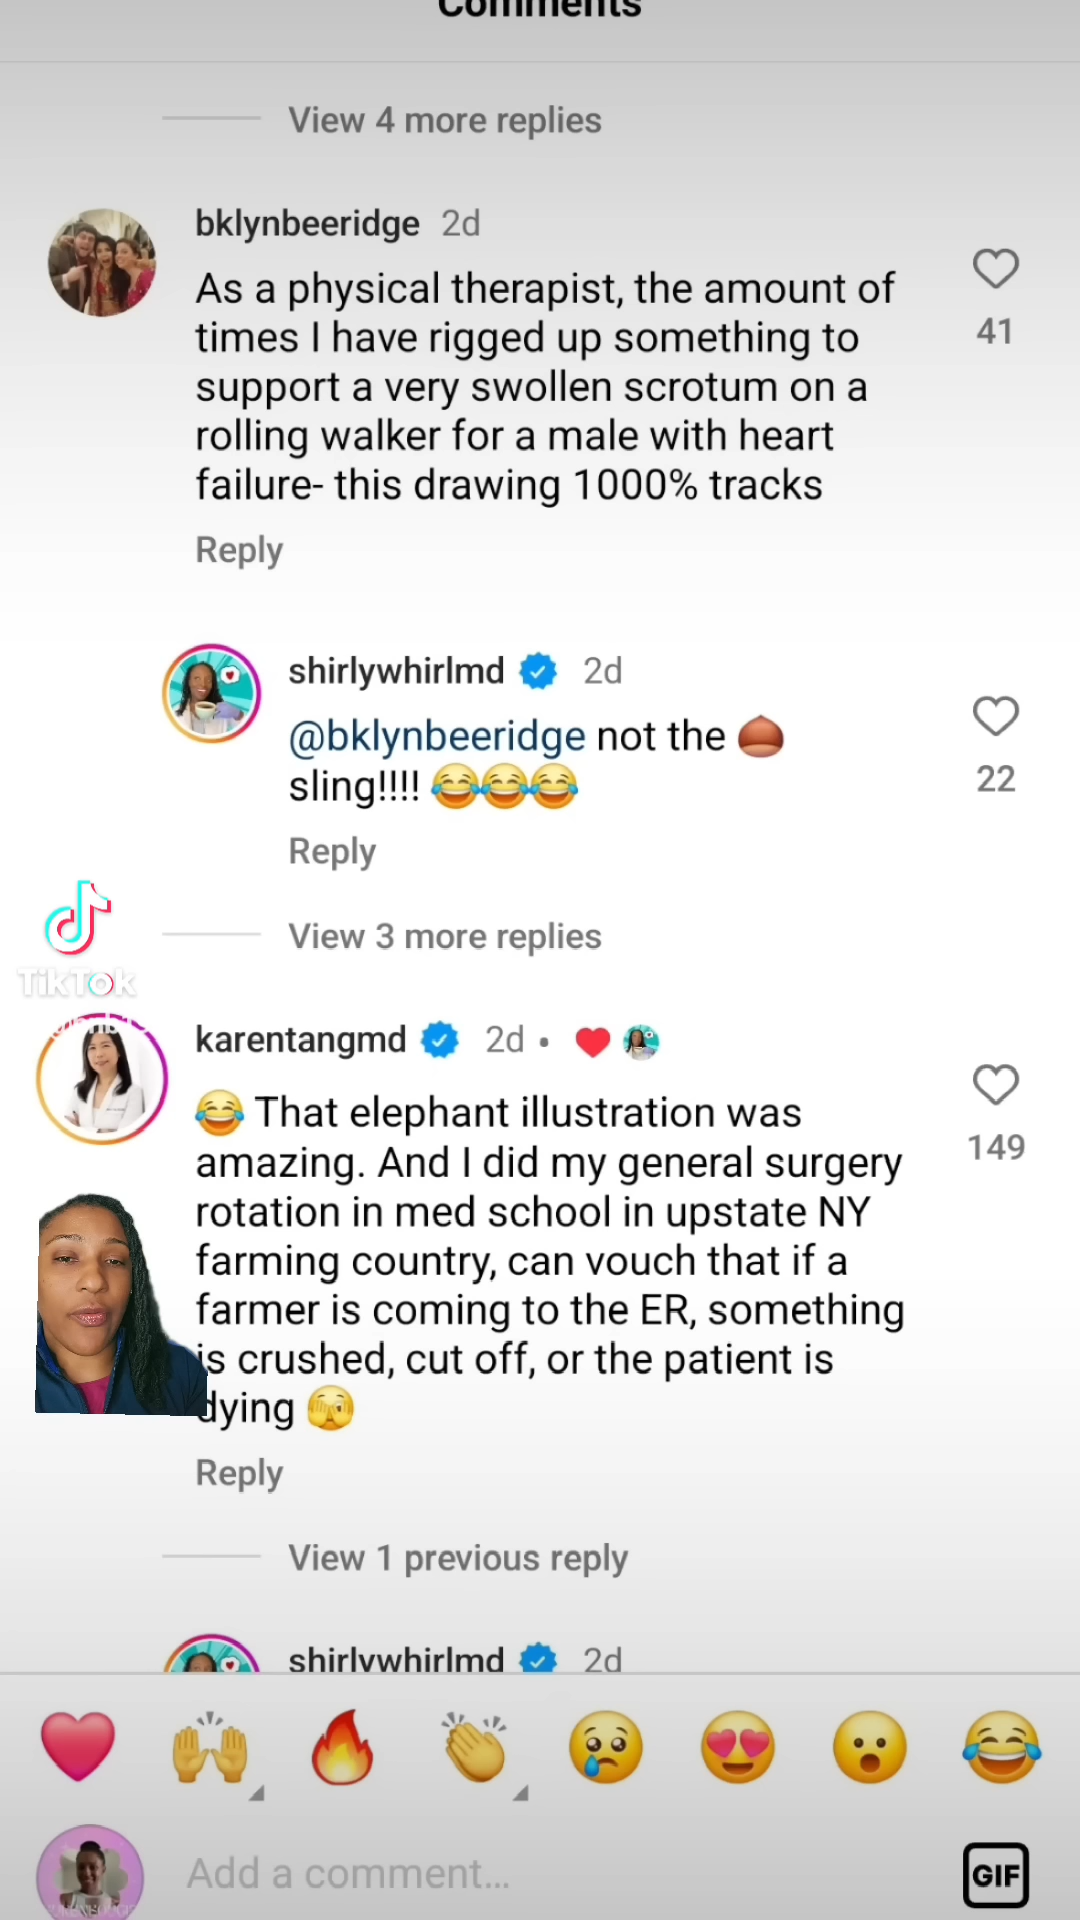 Comments
View 4 more replies
bklynbeeridge 2d
As a physical therapist, the amount of
times I have rigged up something to
support a very swollen scrotum on a
rolling walker for a male with heart
failure- this drawing 1000% tracks
41
Reply
shirlywhirlmd 2d
@bklynbeeridge not the 🌰
sling!!!! 😂😂😂
22
Reply
View 3 more replies
TikTok
karentangmd 2d •
😂 That elephant illustration was
amazing. And I did my general surgery
rotation in med school in upstate NY
farming country, can vouch that if a
farmer is coming to the ER, something
is crushed, cut off, or the patient is
dying 🫣
149
Reply
View 1 previous reply
shirlywhirlmd 2d
Add a comment...
GIF